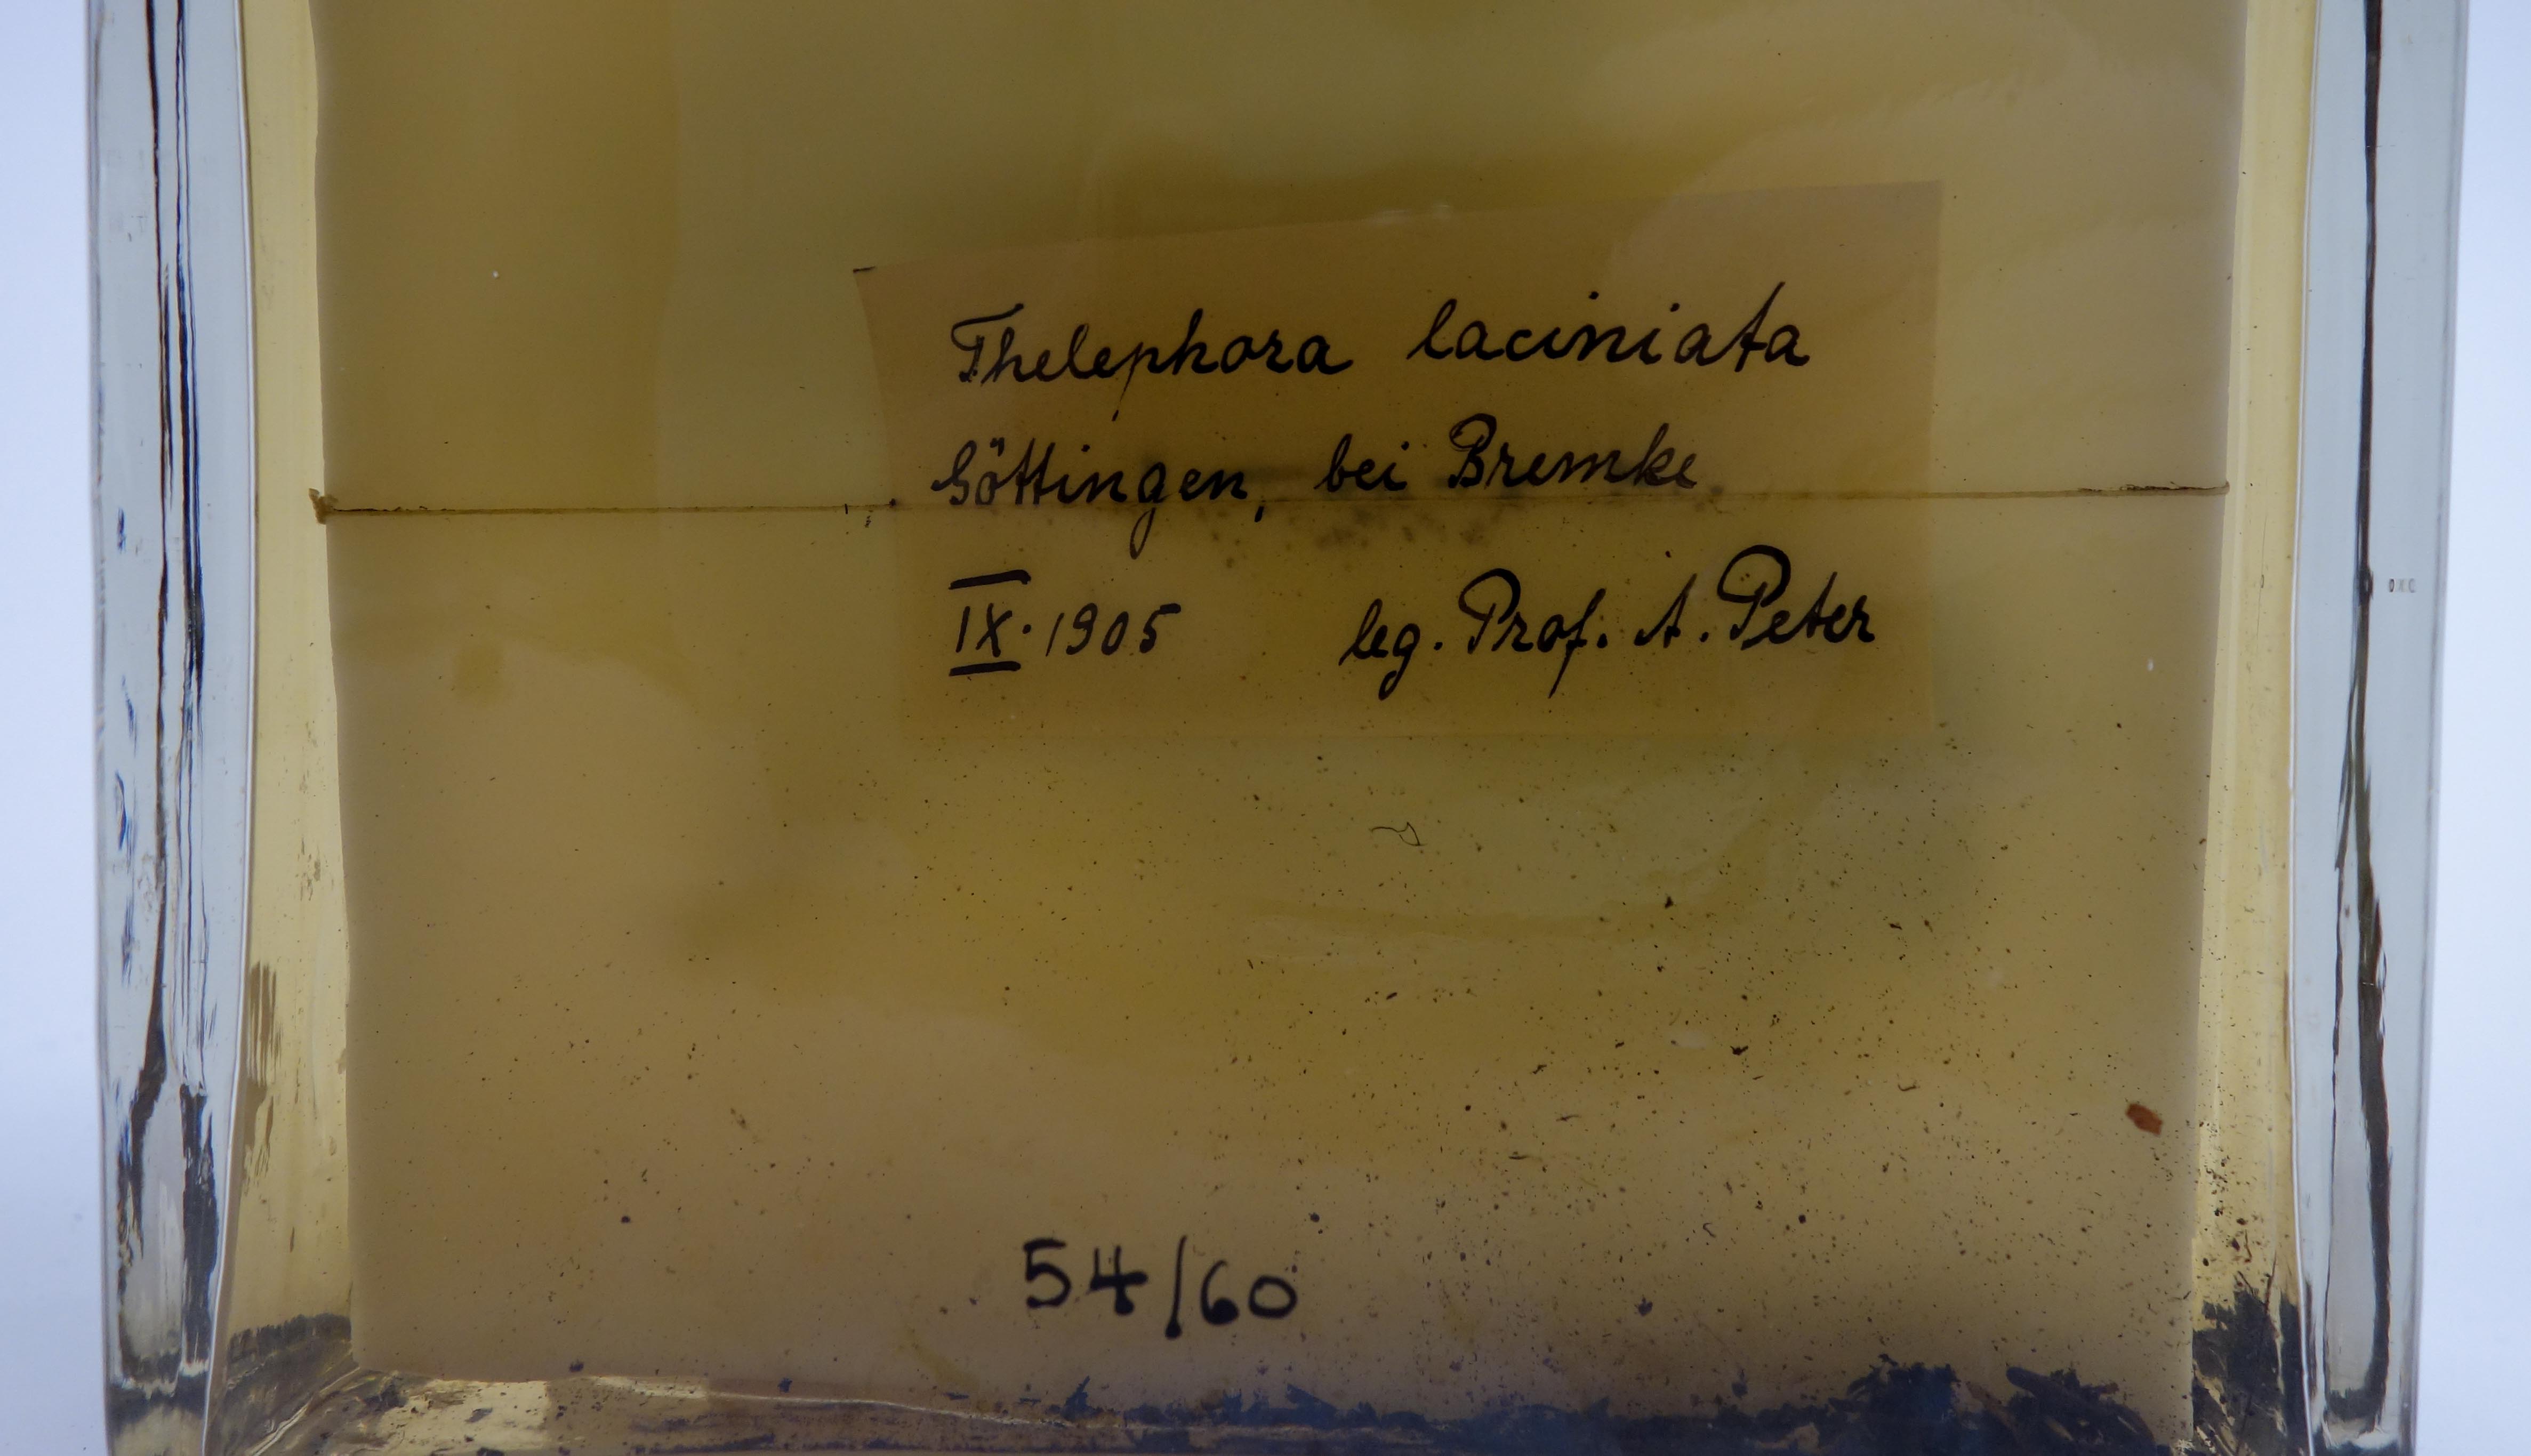 Thelephora laciniata
Göttingen, bei Bremke
IX. 1905 leg. Prof. A. Peter
54/60